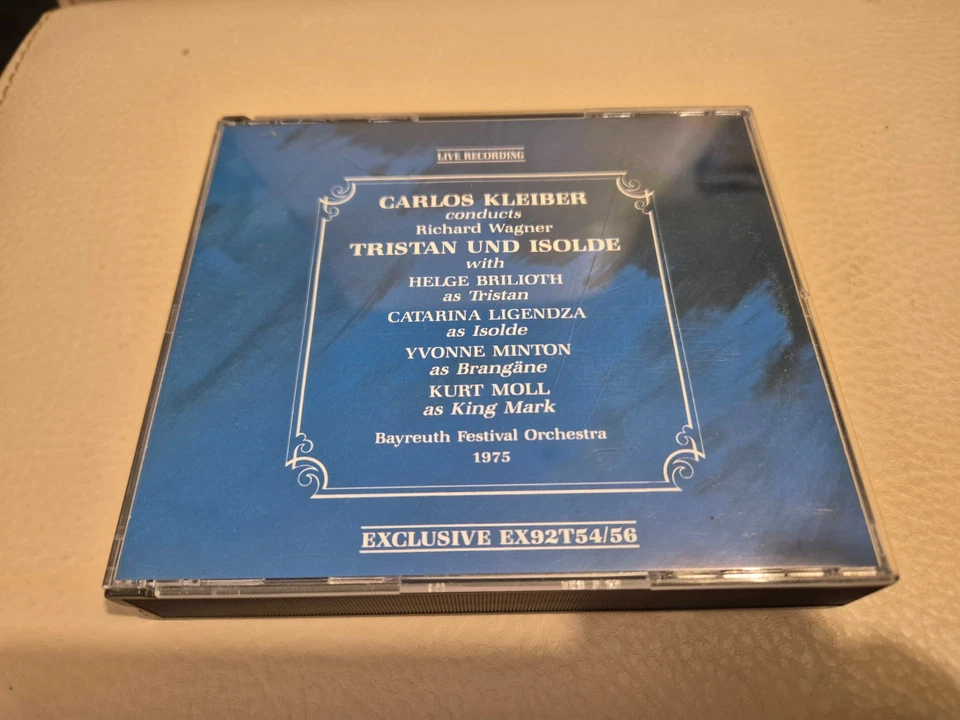 LIVE RECORDING
CARLOS KLEIBER
conducts
Richard Wagner
TRISTAN UND ISOLDE
with
HELGE BRILIOTH
as Tristan
CATARINA LIGENDZA
as Isolde
YVONNE MINTON
as Brangäne
KURT MOLL
as King Mark
Bayreuth Festival Orchestra
1975
EXCLUSIVE EX92T54/56